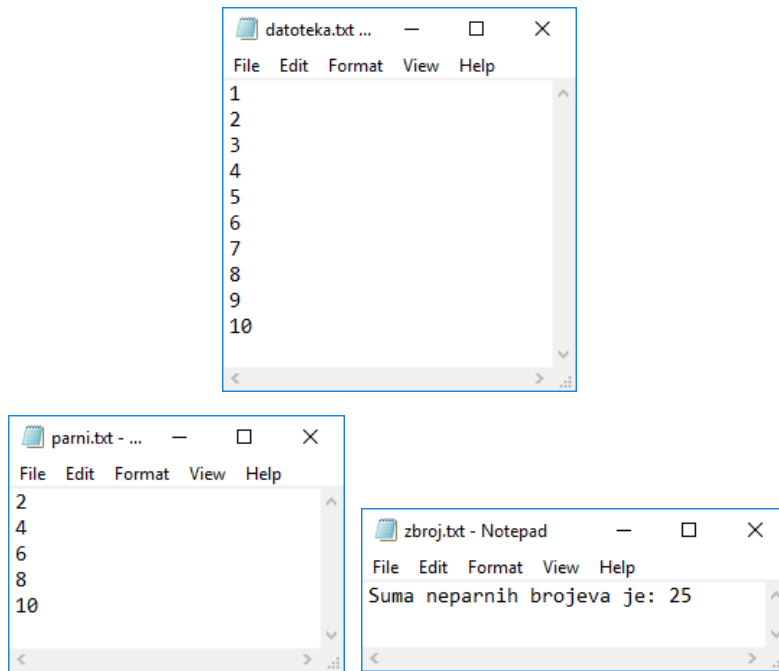 datoteka.txt ...
File Edit Format View Help
1
2
3
4
5
6
7
8
9
10
parni.txt - ...
File Edit Format View Help
2
4
6
8
10
zbroj.txt - Notepad
File Edit Format View Help
Suma neparnih brojeva je: 25